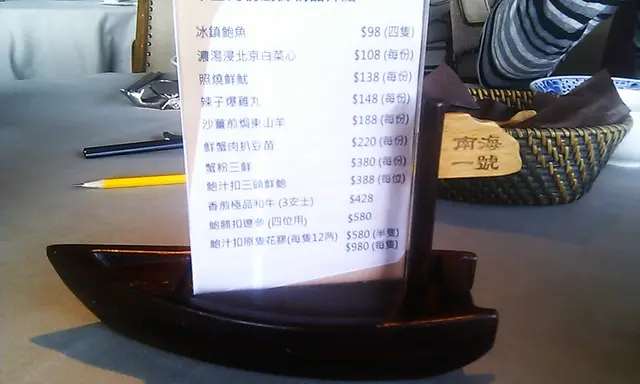 冰鎮鮑魚 $98 (四隻)
濃湯浸北京白菜心 $108 (每份)
照燒鮮魷 $138 (每份)
辣子爆雞丸 $148 (每份)
沙薑煎焗東山羊 $188 (每份)
鮮蟹肉扒豆苗 $220 (每份)
蟹粉三鮮 $380 (每份)
鮑汁扣三頭鮮鮑 $388 (每位)
香煎極品和牛 (3安士) $428
鮑脯扣遼參 (四位用) $580
鮑汁扣原隻花膠(每隻12両) $580 (半隻)
$980 (每隻)
南海
一號